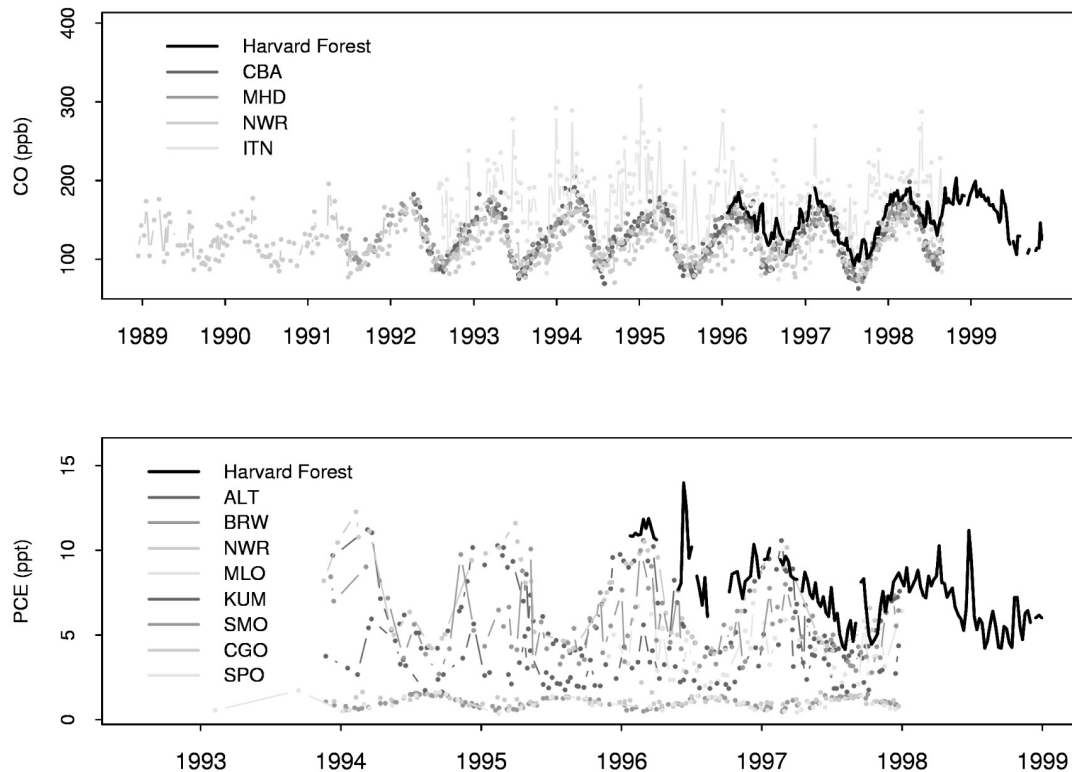 CO (ppb)
400
300
200
100
Harvard Forest
CBA
MHD
NWR
ITN
1989 1990 1991 1992 1993 1994 1995 1996 1997 1998 1999
PCE (ppt)
15
10
5
0
Harvard Forest
ALT
BRW
NWR
MLO
KUM
SMO
CGO
SPO
1993 1994 1995 1996 1997 1998 1999